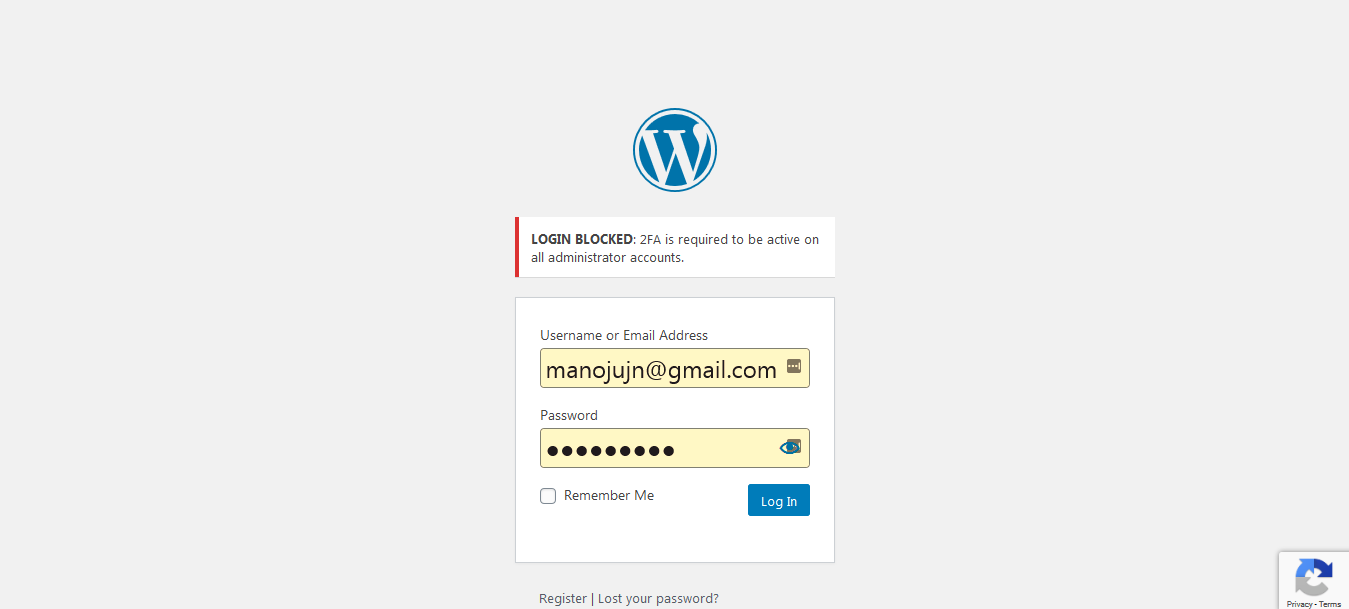 LOGIN BLOCKED: 2FA is required to be active on
all administrator accounts.
Username or Email Address
manojujn@gmail.com
Password
Remember Me
Log In
Register | Lost your password?
Privacy - Terms